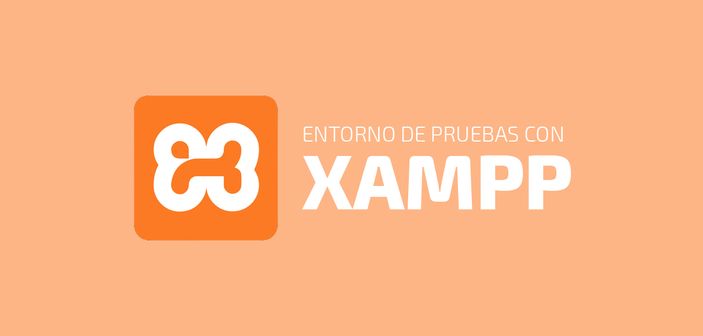 ENTORNO DE PRUEBAS CON
XAMPP